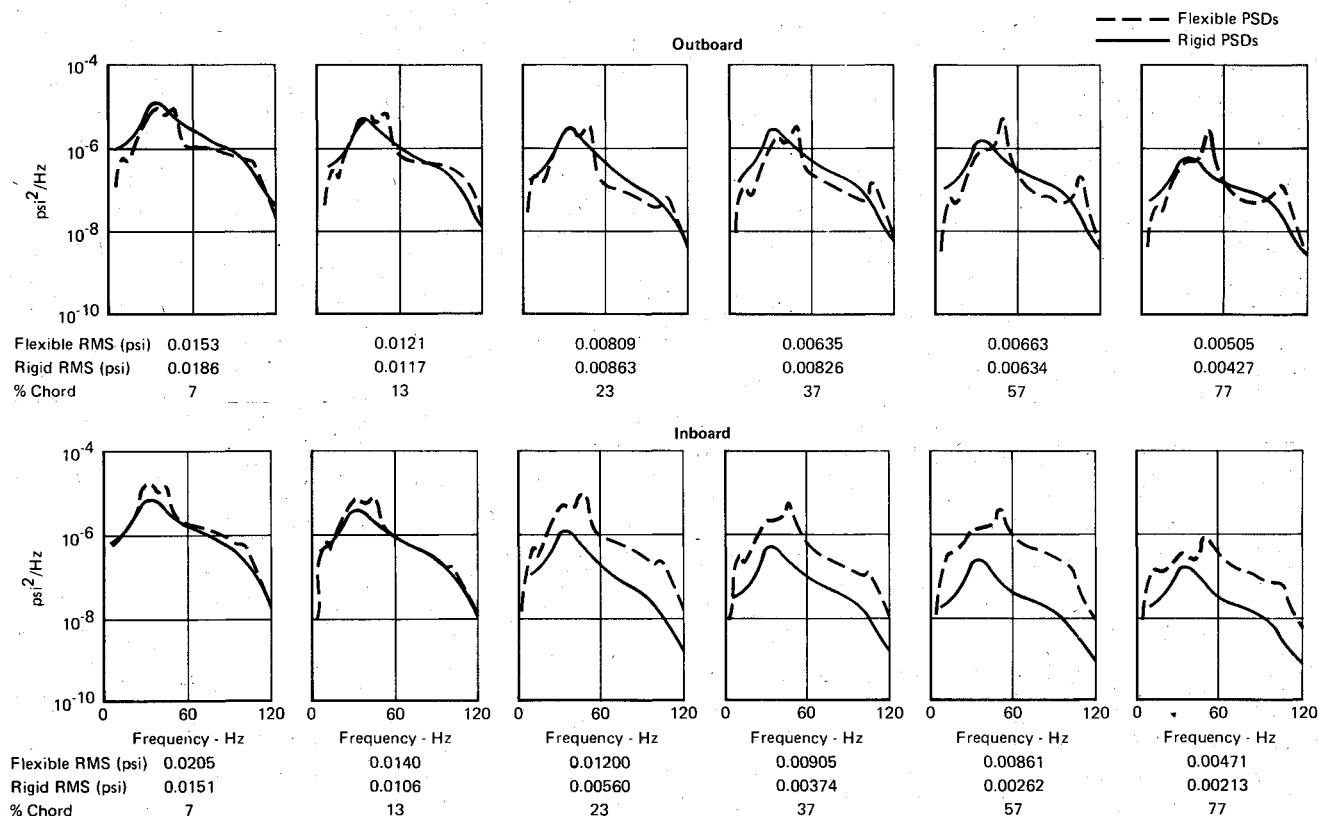 Flexible PSDs
Rigid PSDs
Outboard
10-4
10-6
10-8
10-10
psi2/Hz
Flexible RMS (psi) 0.0153 0.0121 0.00809 0.00635 0.00663 0.00505
Rigid RMS (psi) 0.0186 0.0117 0.00863 0.00826 0.00634 0.00427
% Chord 7 13 23 37 57 77
Inboard
10-4
10-6
10-8
10-10
psi2/Hz
0 60 120 0 60 120 0 60 120 0 60 120 0 60 120 0 60 120
Frequency - Hz Frequency - Hz Frequency - Hz Frequency - Hz Frequency - Hz Frequency - Hz
Flexible RMS (psi) 0.0205 0.0140 0.01200 0.00905 0.00861 0.00471
Rigid RMS (psi) 0.0151 0.0106 0.00560 0.00374 0.00262 0.00213
% Chord 7 13 23 37 57 77